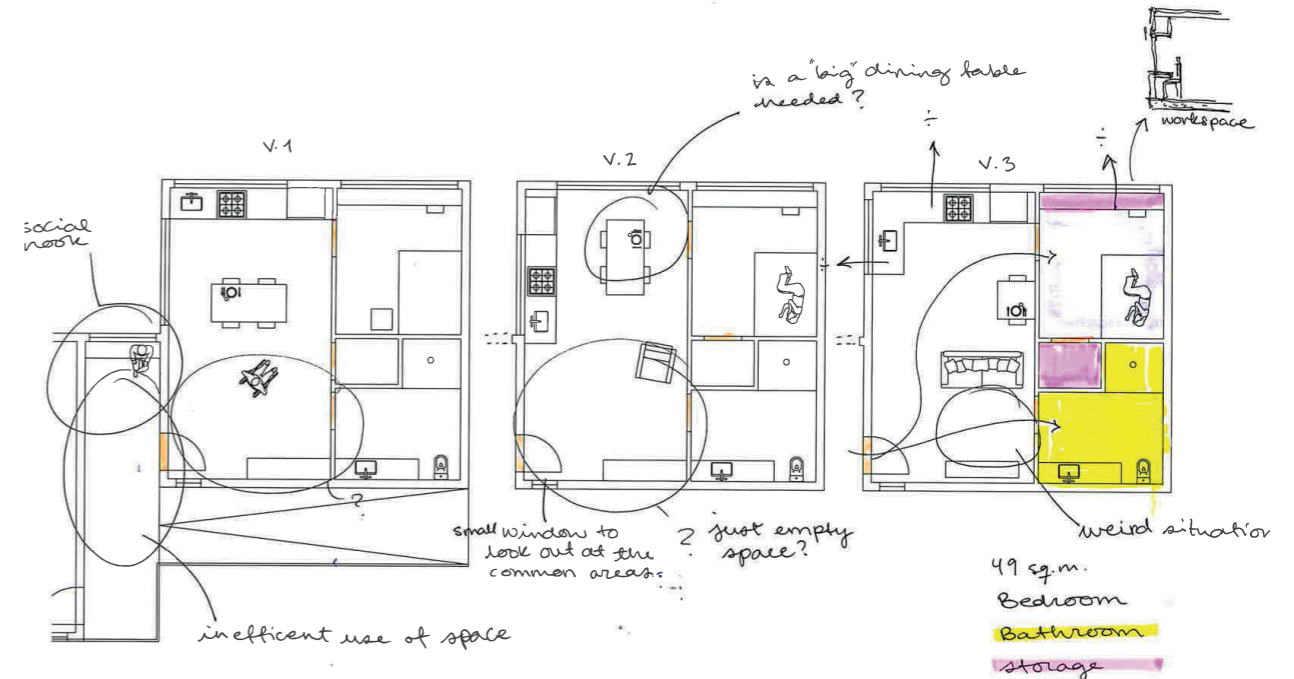 is a "big" dining table
needed?
workspace
V.1
V.2
V.3
social
nook
?
small window to
look out at the
common areas
? just empty
space?
weird situation
inefficent use of space
49 sq.m.
Bedroom
Bathroom
storage